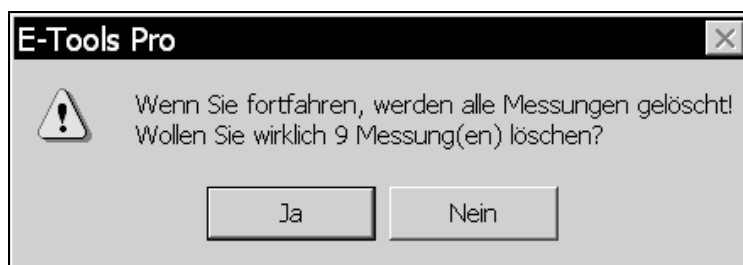 E-Tools Pro
Wenn Sie fortfahren, werden alle Messungen gelöscht!
Wollen Sie wirklich 9 Messung(en) löschen?
Ja
Nein